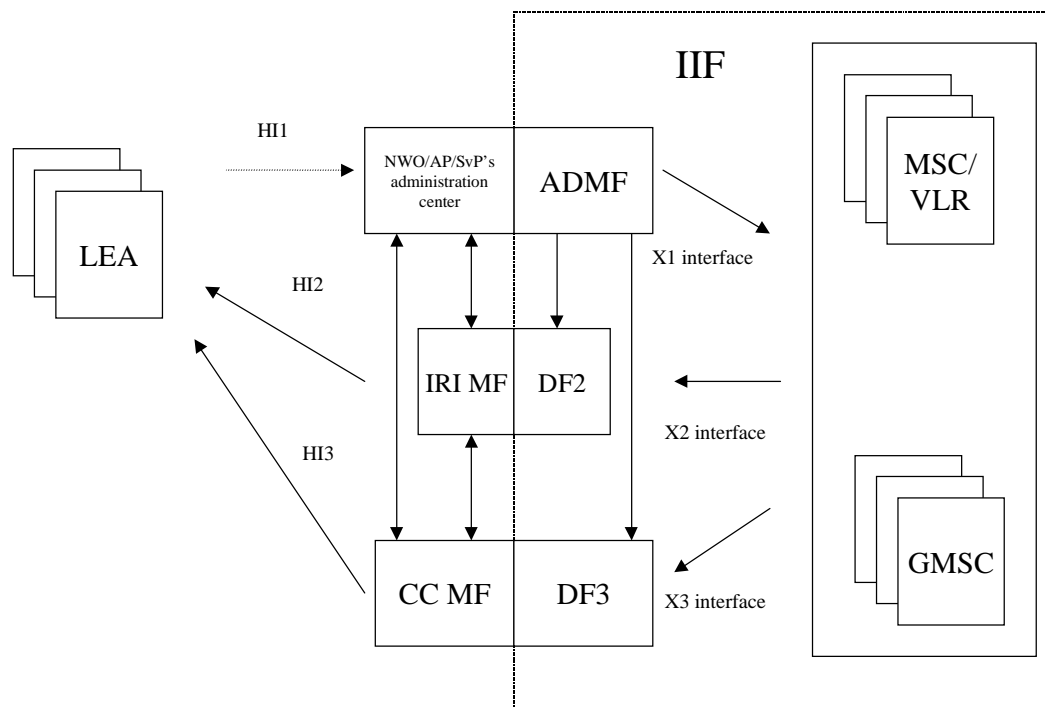 IIF
HI1
NWO/AP/SvP's
administration
center
ADMF
MSC/
VLR
LEA
X1 interface
HI2
IRI MF
DF2
X2 interface
HI3
GMSC
CC MF
DF3
X3 interface